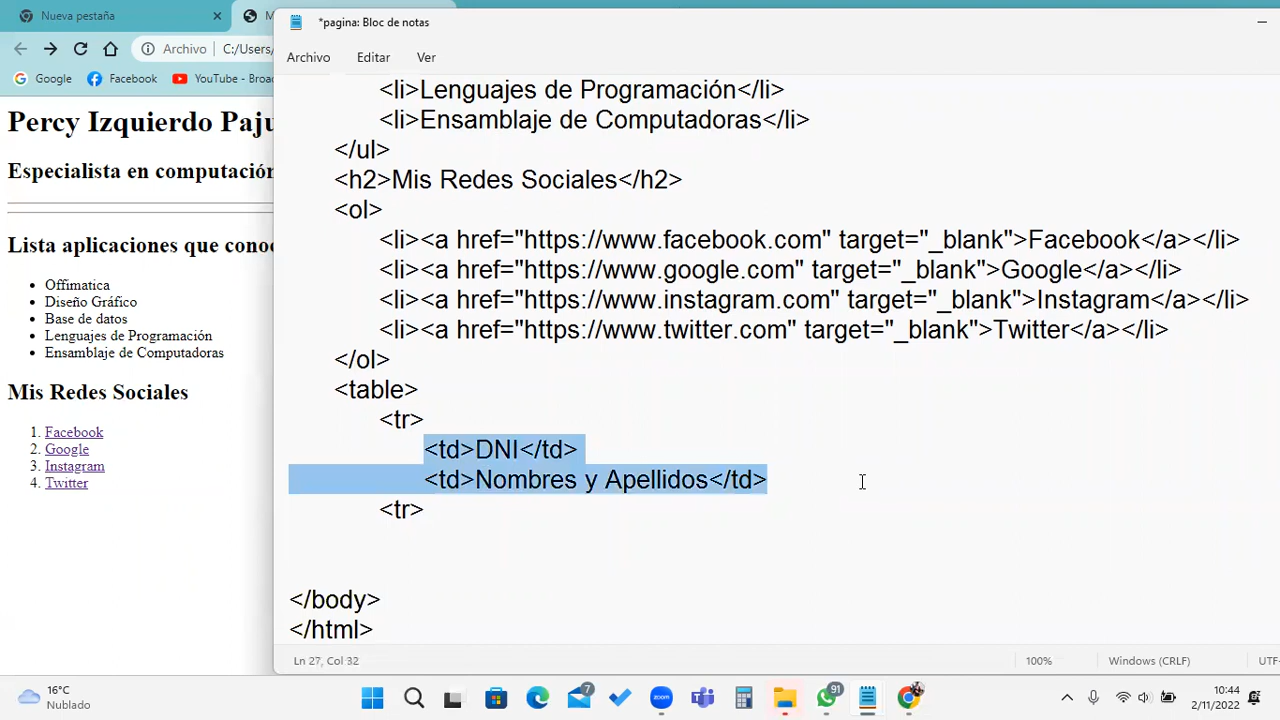 Nueva pestaña
*pagina: Bloc de notas
Archivo
C:/Users/
Archivo Editar Ver
Google
Facebook
YouTube - Broa
Percy Izquierdo Paju
Especialista en computación
Lista aplicaciones que conoc
Offimatica
Diseño Gráfico
Base de datos
Lenguajes de Programación
Ensamblaje de Computadoras
Mis Redes Sociales
1. Facebook
2. Google
3. Instagram
4. Twitter
<li>Lenguajes de Programación</li>
<li>Ensamblaje de Computadoras</li>
</ul>
<h2>Mis Redes Sociales</h2>
<ol>
<li><a href="https://www.facebook.com" target="_blank">Facebook</a></li>
<li><a href="https://www.google.com" target="_blank">Google</a></li>
<li><a href="https://www.instagram.com" target="_blank">Instagram</a></li>
<li><a href="https://www.twitter.com" target="_blank">Twitter</a></li>
</ol>
<table>
<tr>
<td>DNI</td>
<td>Nombres y Apellidos</td>
<tr>
</body>
</html>
Ln 27, Col 32
100%
Windows (CRLF)
UTF-
16°C
Nublado
7
zoom
91
10:44
2/11/2022